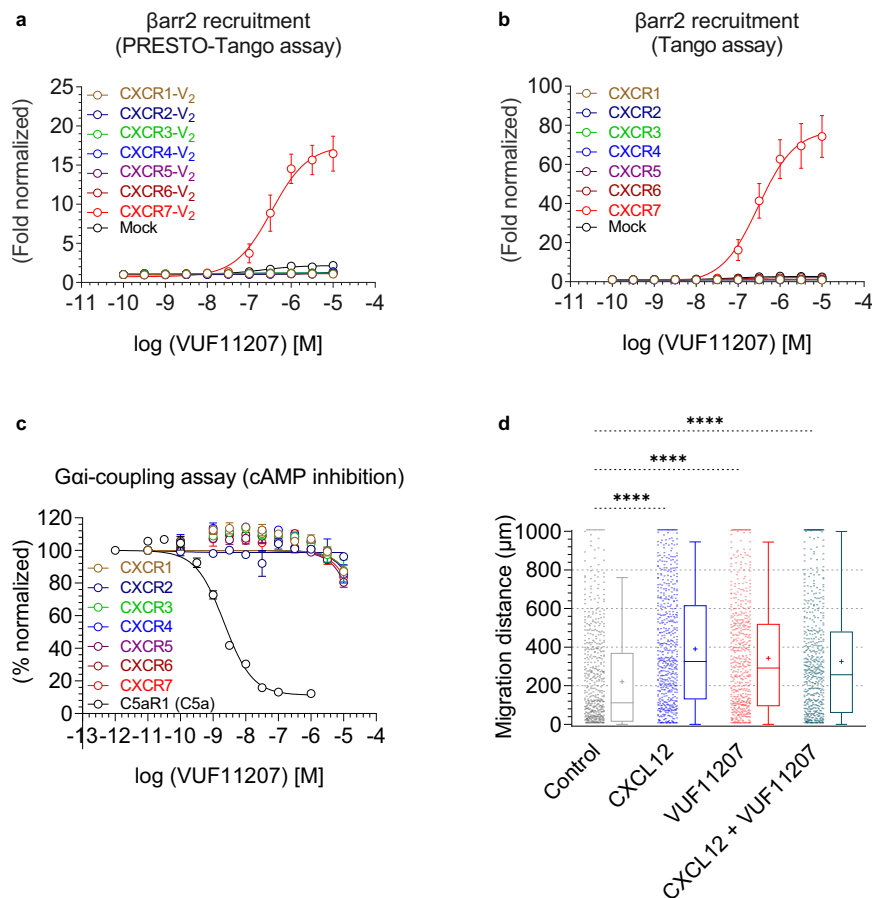 a
βarr2 recruitment
(PRESTO-Tango assay)
25
20
15
10
5
0
(Fold normalized)
CXCR1-V2
CXCR2-V2
CXCR3-V2
CXCR4-V2
CXCR5-V2
CXCR6-V2
CXCR7-V2
Mock
-11 -10 -9 -8 -7 -6 -5 -4
log (VUF11207) [M]
b
βarr2 recruitment
(Tango assay)
100
80
60
40
20
0
(Fold normalized)
CXCR1
CXCR2
CXCR3
CXCR4
CXCR5
CXCR6
CXCR7
Mock
-11 -10 -9 -8 -7 -6 -5 -4
log (VUF11207) [M]
c
Gαi-coupling assay (cAMP inhibition)
120
100
80
60
40
20
0
(% normalized)
CXCR1
CXCR2
CXCR3
CXCR4
CXCR5
CXCR6
CXCR7
C5aR1 (C5a)
-13 -12 -11 -10 -9 -8 -7 -6 -5 -4
log (VUF11207) [M]
d
****
****
****
1000
800
600
400
200
0
Migration distance (μm)
Control
CXCL12
VUF11207
CXCL12 + VUF11207